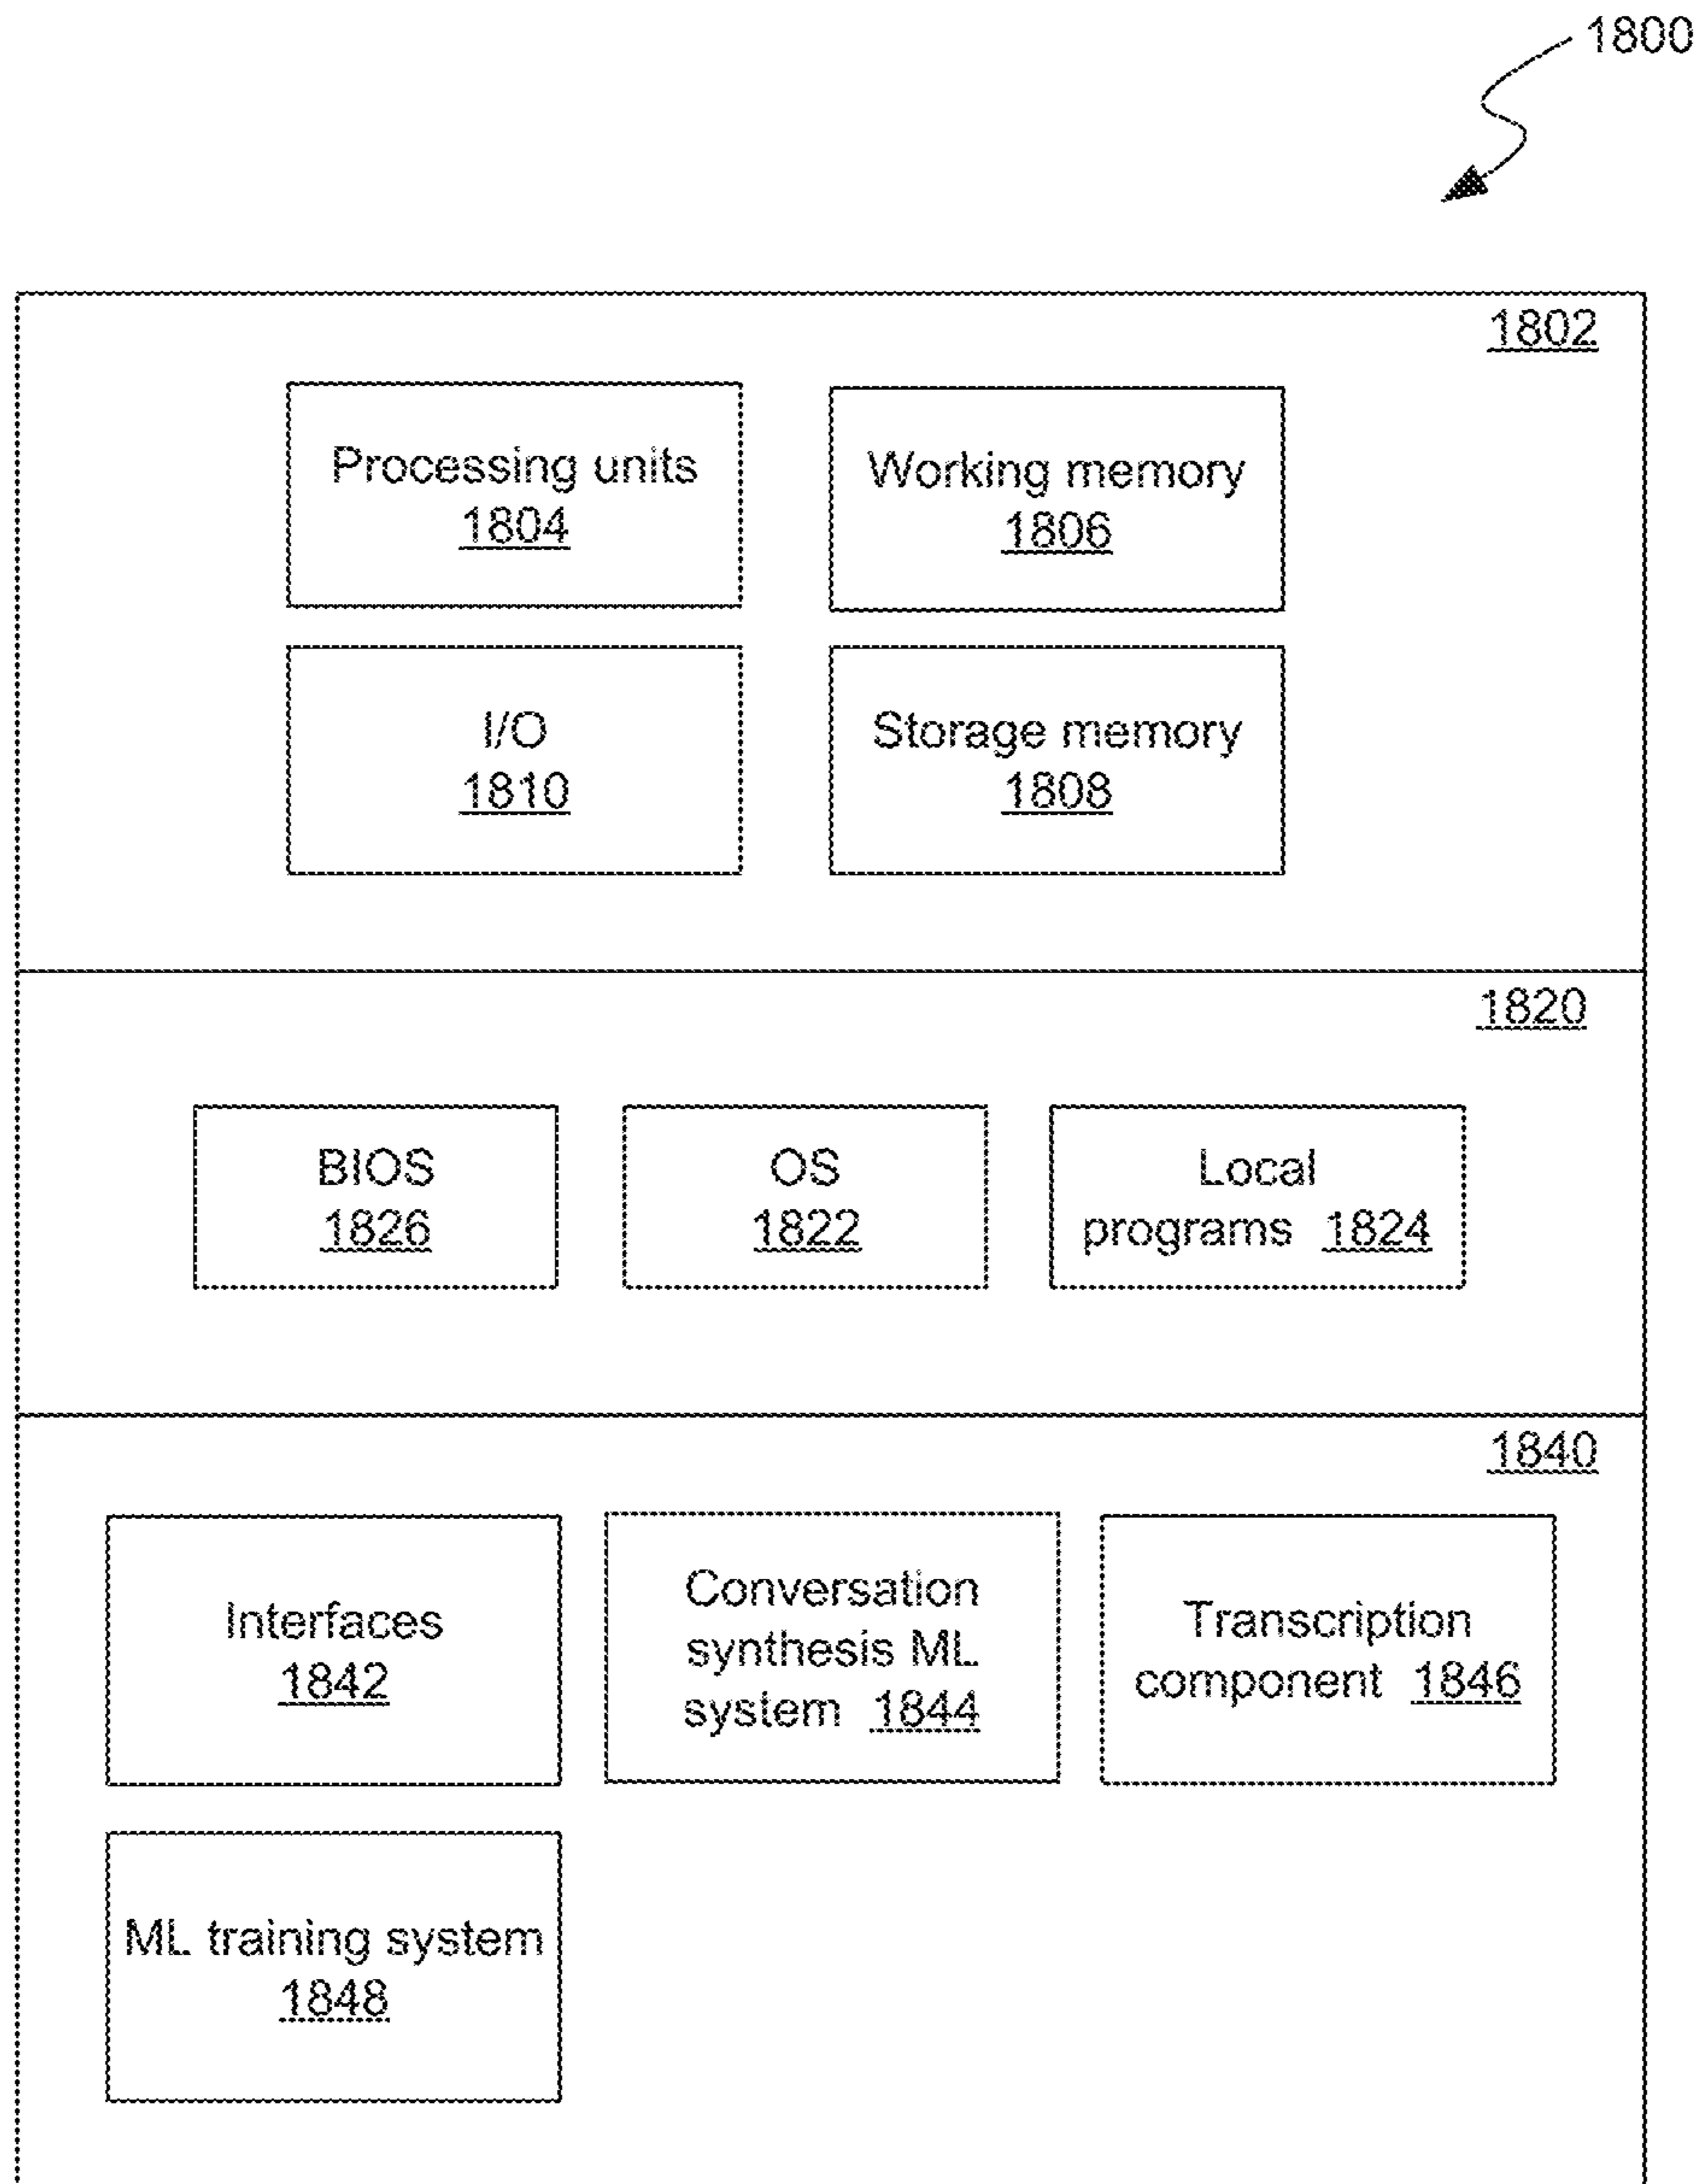 1800
1802
Processing units
1804
Working memory
1806
I/O
1810
Storage memory
1808
1820
BIOS
1826
OS
1822
Local
programs 1824
1840
Interfaces
1842
Conversation
synthesis ML
system 1844
Transcription
component 1846
ML training system
1848